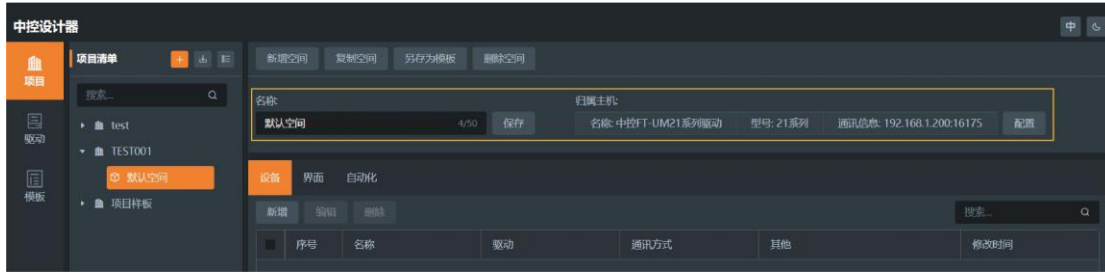 中控设计器
中
项目
驱动
模板
项目清单
搜索...
test
TEST001
默认空间
项目样板
新增空间 复制空间 另存为模板 删除空间
名称: 归属主机:
默认空间 4/50 保存 名称: 中控FT-UM21系列驱动 型号: 21系列 通讯信息: 192.168.1.200:16175 配置
设备 界面 自动化
新增 编辑 删除 搜索...
序号 名称 驱动 通讯方式 其他 修改时间